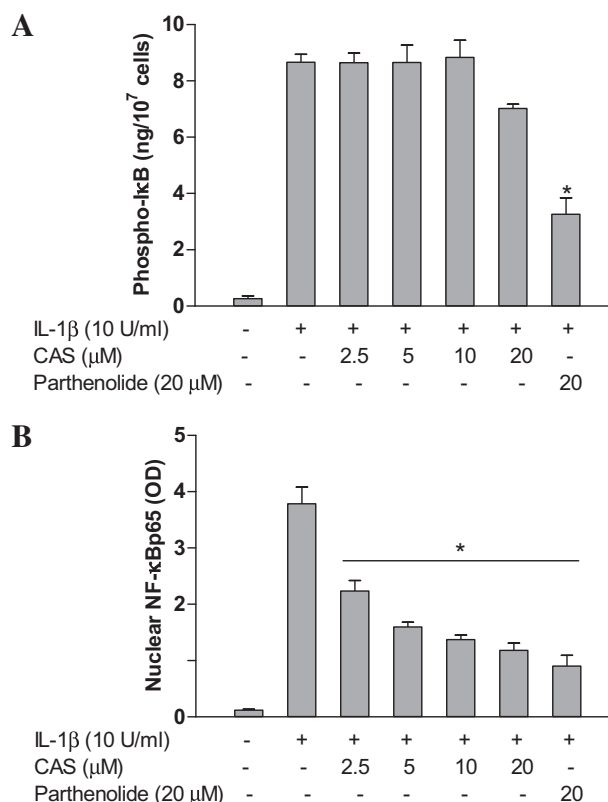 A
Phospho-IκB (ng/10⁷ cells)
10
8
6
4
2
0
IL-1β (10 U/ml) - + + + + + +
CAS (μM) - - 2.5 5 10 20 -
Parthenolide (20 μM) - - - - - - 20
*
B
Nuclear NF-κBp65 (OD)
5
4
3
2
1
0
*
IL-1β (10 U/ml) - + + + + + +
CAS (μM) - - 2.5 5 10 20 -
Parthenolide (20 μM) - - - - - - 20